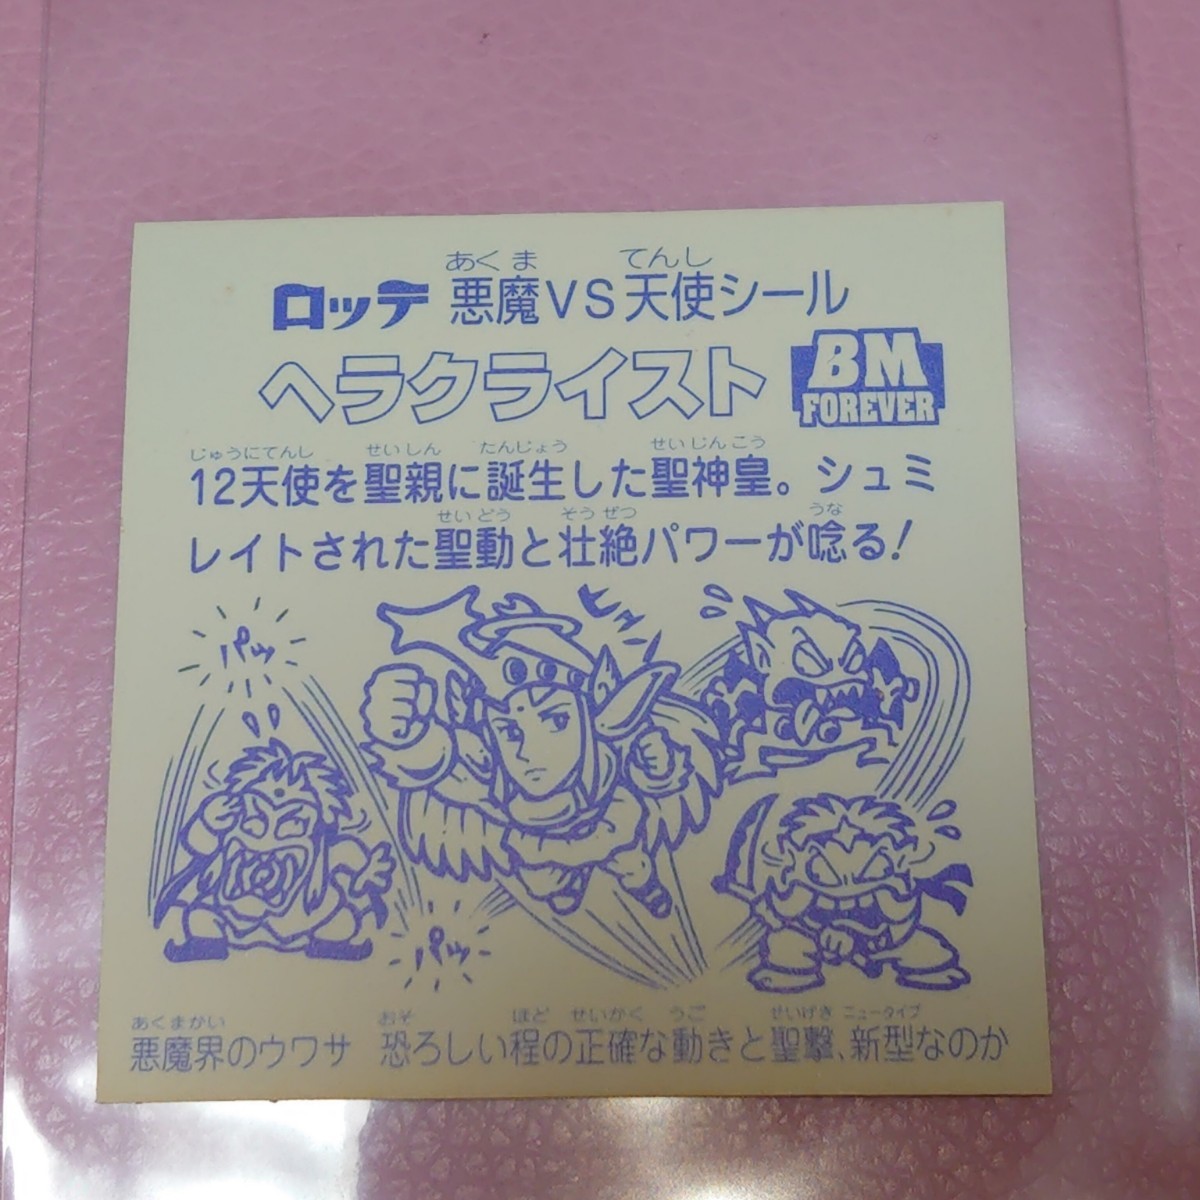 あくま てんし
ロッテ 悪魔VS天使シール
ヘラクライスト BM FOREVER
じゅうにてんし せいしん たんじょう せいじんこう
12天使を聖親に誕生した聖神皇。シュミ
せいどう そうぜつ うな
レイトされた聖動と壮絶パワーが唸る!
パッ
ヒュー
パッ
あくまかい おそ ほど せいかく うご せいげき ニュータイプ
悪魔界のウワサ 恐ろしい程の正確な動きと聖撃、新型なのか